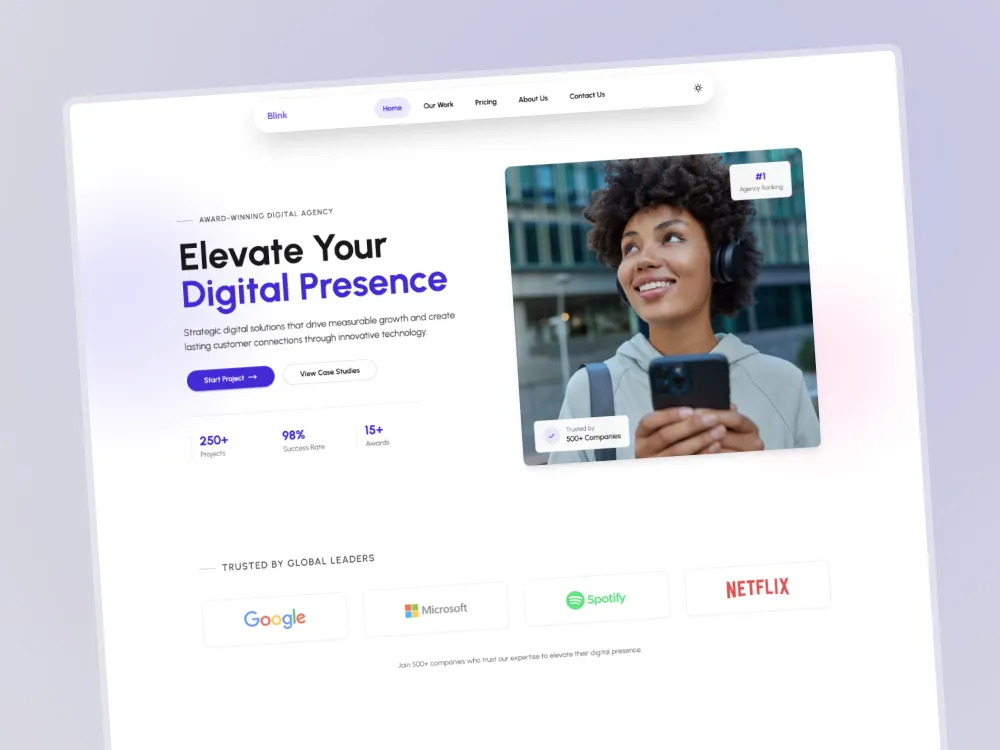 Blink
Home
Our Work
Pricing
About Us
Contact Us
#1
Agency Ranking
AWARD-WINNING DIGITAL AGENCY
Elevate Your
Digital Presence
Strategic digital solutions that drive measurable growth and create
lasting customer connections through innovative technology.
Start Project →
View Case Studies
250+
Projects
98%
Success Rate
15+
Awards
Trusted by
500+ Companies
TRUSTED BY GLOBAL LEADERS
Google
Microsoft
Spotify
NETFLIX
Join 500+ companies who trust our expertise to elevate their digital presence